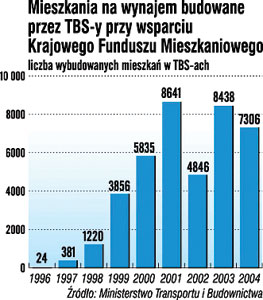 Mieszkania na wynajem budowane
przez TBS-y przy wsparciu
Krajowego Funduszu Mieszkaniowego
liczba wybudowanych mieszkań w TBS-ach
10 000
8000
6000
4000
2000
0
24
381
1220
3856
5835
8641
4846
8438
7306
1996 1997 1998 1999 2000 2001 2002 2003 2004
Źródło: Ministerstwo Transportu i Budownictwa